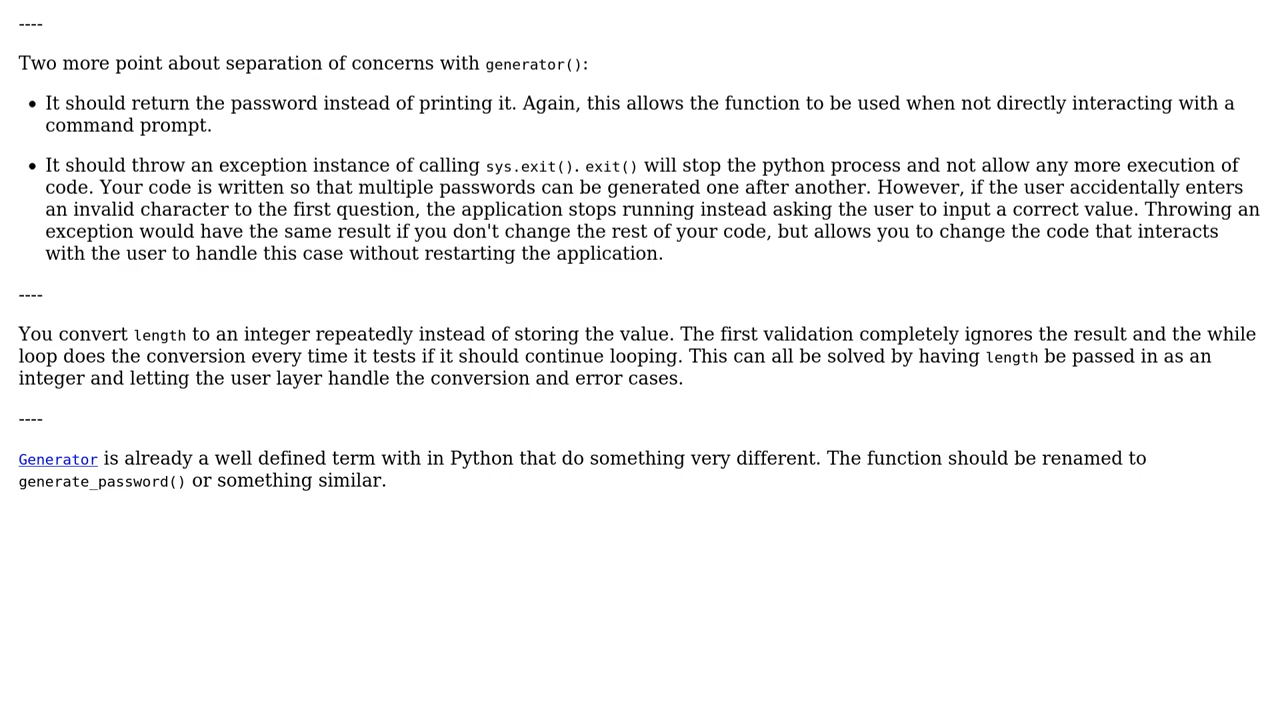 ----
Two more point about separation of concerns with generator():
• It should return the password instead of printing it. Again, this allows the function to be used when not directly interacting with a
command prompt.
• It should throw an exception instance of calling sys.exit(). exit() will stop the python process and not allow any more execution of
code. Your code is written so that multiple passwords can be generated one after another. However, if the user accidentally enters
an invalid character to the first question, the application stops running instead asking the user to input a correct value. Throwing an
exception would have the same result if you don't change the rest of your code, but allows you to change the code that interacts
with the user to handle this case without restarting the application.
----
You convert length to an integer repeatedly instead of storing the value. The first validation completely ignores the result and the while
loop does the conversion every time it tests if it should continue looping. This can all be solved by having length be passed in as an
integer and letting the user layer handle the conversion and error cases.
----
Generator is already a well defined term with in Python that do something very different. The function should be renamed to
generate_password() or something similar.